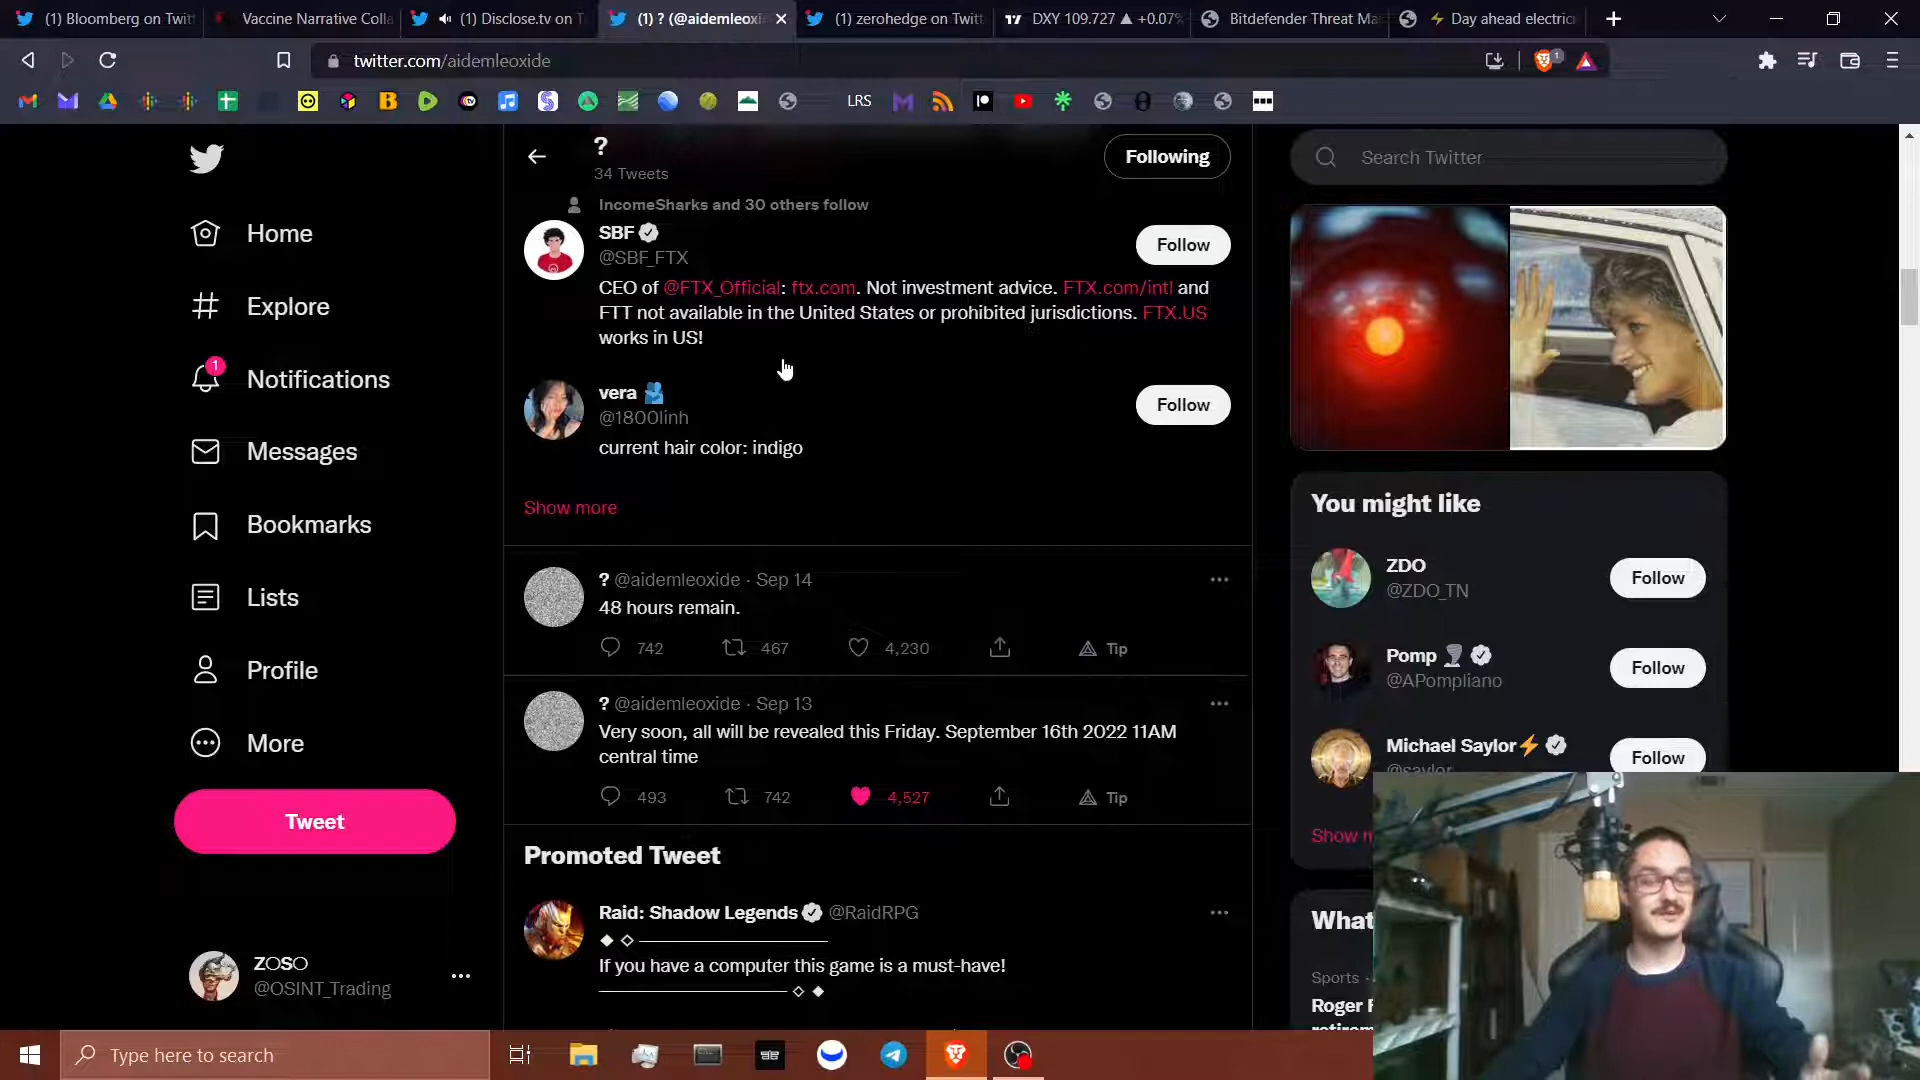 (1) Bloomberg on Twit
Vaccine Narrative Colla
(1) Disclose.tv on T
(1) ? (@aidemleoxi
(1) zerohedge on Twit
DXY 109.727 ▲ +0.07%
Bitdefender Threat Ma
⚡ Day ahead electric
twitter.com/aidemleoxide
LRS
?
34 Tweets
Following
Search Twitter
Home
Explore
1
Notifications
Messages
Bookmarks
Lists
Profile
More
Tweet
ZOSO
@OSINT_Trading
IncomeSharks and 30 others follow
SBF
@SBF_FTX
Follow
CEO of @FTX_Official: ftx.com. Not investment advice. FTX.com/intl and
FTT not available in the United States or prohibited jurisdictions. FTX.US
works in US!
vera
@1800linh
Follow
current hair color: indigo
Show more
? @aidemleoxide · Sep 14
48 hours remain.
742 467 4,230 Tip
? @aidemleoxide · Sep 13
Very soon, all will be revealed this Friday. September 16th 2022 11AM
central time
493 742 4,527 Tip
Promoted Tweet
Raid: Shadow Legends @RaidRPG
If you have a computer this game is a must-have!
You might like
ZDO
@ZDO_TN
Follow
Pomp
@APompliano
Follow
Michael Saylor⚡
@saylor
Follow
Show m
What
Sports ·
Roger F
retirem
Type here to search